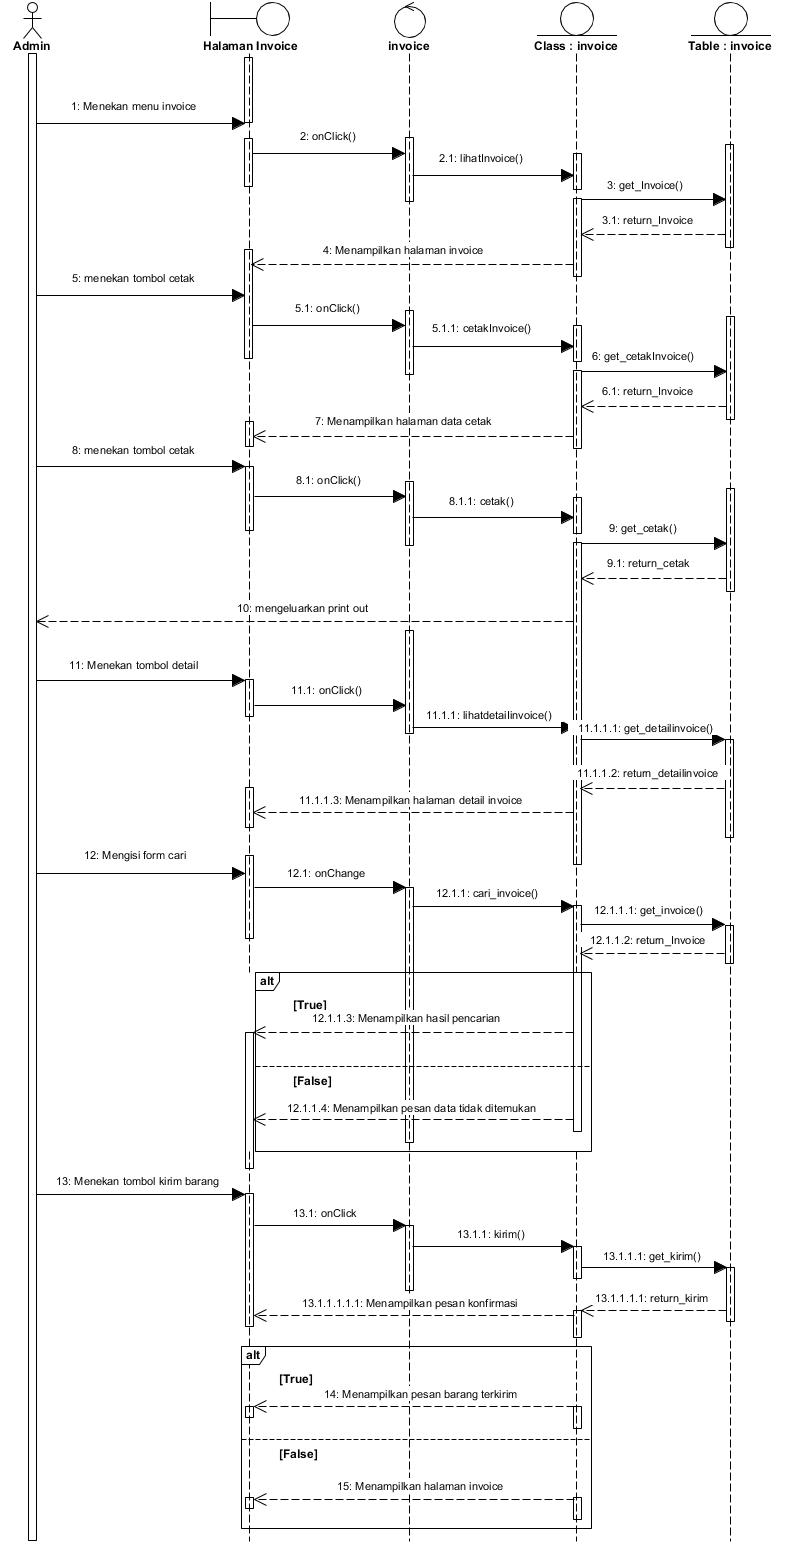 Admin
Halaman Invoice
invoice
Class : invoice
Table : invoice
1: Menekan menu invoice
2: onClick()
2.1: lihatInvoice()
3: get_Invoice()
3.1: return_Invoice
4: Menampilkan halaman invoice
5: menekan tombol cetak
5.1: onClick()
5.1.1: cetakInvoice()
6: get_cetakInvoice()
6.1: return_Invoice
7: Menampilkan halaman data cetak
8: menekan tombol cetak
8.1: onClick()
8.1.1: cetak()
9: get_cetak()
9.1: return_cetak
10: mengeluarkan print out
11: Menekan tombol detail
11.1: onClick()
11.1.1: lihatdetailinvoice()
11.1.1.1: get_detailinvoice()
11.1.1.2: return_detailinvoice
11.1.1.3: Menampilkan halaman detail invoice
12: Mengisi form cari
12.1: onChange
12.1.1: cari_invoice()
12.1.1.1: get_invoice()
12.1.1.2: return_Invoice
alt
[True]
12.1.1.3: Menampilkan hasil pencarian
[False]
12.1.1.4: Menampilkan pesan data tidak ditemukan
13: Menekan tombol kirim barang
13.1: onClick
13.1.1: kirim()
13.1.1.1: get_kirim()
13.1.1.1.1: return_kirim
13.1.1.1.1.1: Menampilkan pesan konfirmasi
alt
[True]
14: Menampilkan pesan barang terkirim
[False]
15: Menampilkan halaman invoice